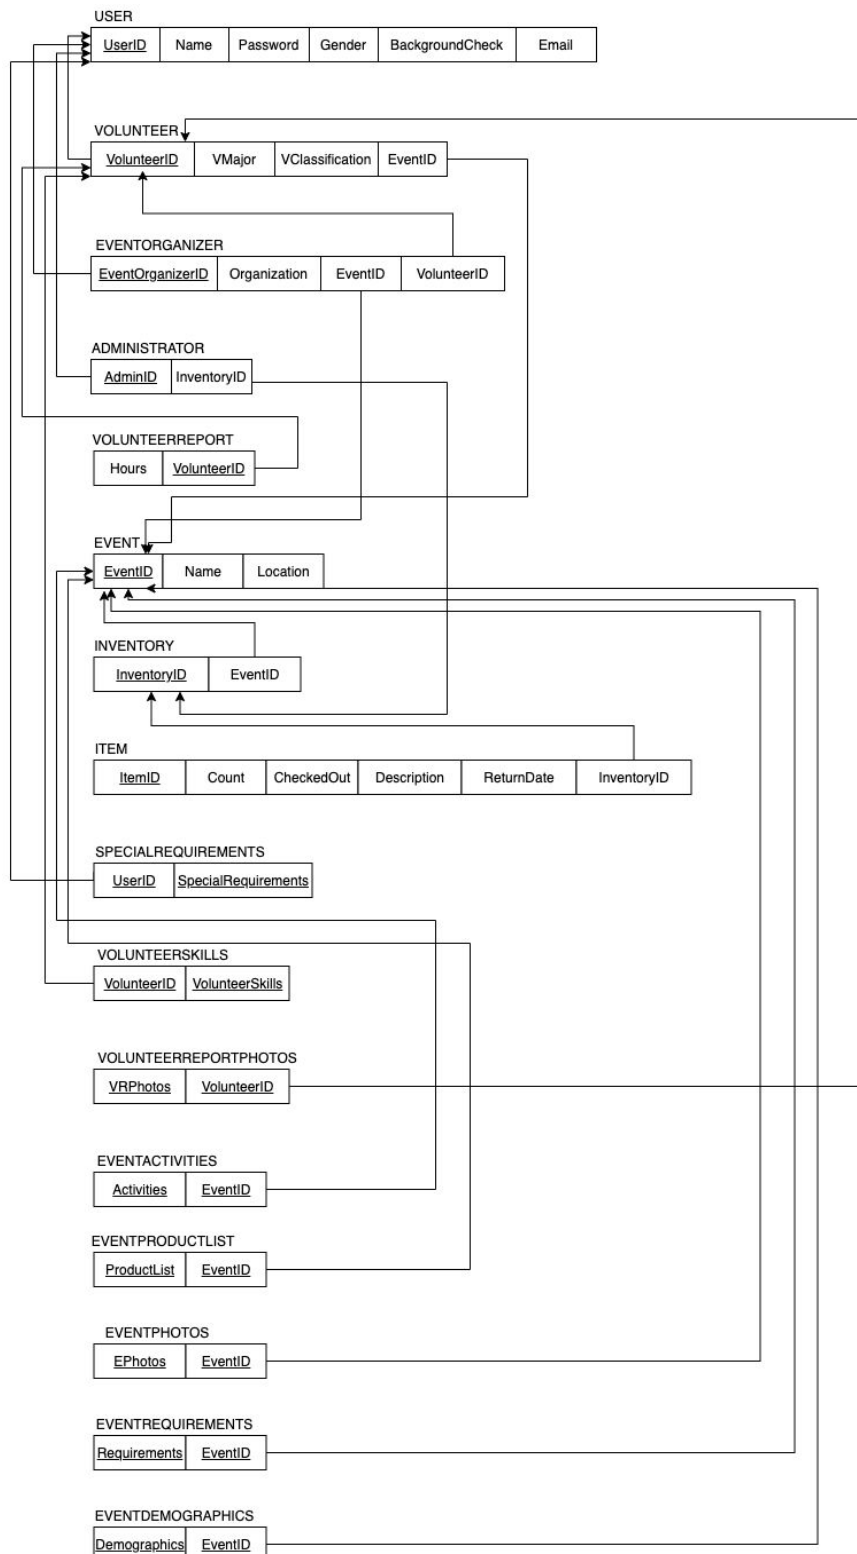 USER
UserID Name Password Gender BackgroundCheck Email
VOLUNTEER
VolunteerID VMajor VClassification EventID
EVENTORGANIZER
EventOrganizerID Organization EventID VolunteerID
ADMINISTRATOR
AdminID InventoryID
VOLUNTEERREPORT
Hours VolunteerID
EVENT
EventID Name Location
INVENTORY
InventoryID EventID
ITEM
ItemID Count CheckedOut Description ReturnDate InventoryID
SPECIALREQUIREMENTS
UserID SpecialRequirements
VOLUNTEERSKILLS
VolunteerID VolunteerSkills
VOLUNTEERREPORTPHOTOS
VRPhotos VolunteerID
EVENTACTIVITIES
Activities EventID
EVENTPRODUCTLIST
ProductList EventID
EVENTPHOTOS
EPhotos EventID
EVENTREQUIREMENTS
Requirements EventID
EVENTDEMOGRAPHICS
Demographics EventID